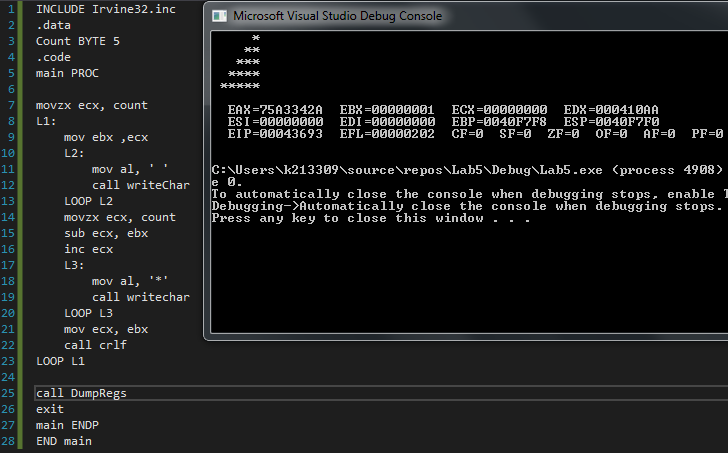 1 INCLUDE Irvine32.inc
2 .data
3 Count BYTE 5
4 .code
5 main PROC
6
7 movzx ecx, count
8 L1:
9 mov ebx ,ecx
10 L2:
11 mov al, ' '
12 call writeChar
13 LOOP L2
14 movzx ecx, count
15 sub ecx, ebx
16 inc ecx
17 L3:
18 mov al, '*'
19 call writechar
20 LOOP L3
21 mov ecx, ebx
22 call crlf
23 LOOP L1
24
25 call DumpRegs
26 exit
27 main ENDP
28 END main
Microsoft Visual Studio Debug Console
*
**
***
****
*****
EAX=75A3342A EBX=00000001 ECX=00000000 EDX=000410AA
ESI=00000000 EDI=00000000 EBP=0040F7F8 ESP=0040F7F0
EIP=00043693 EFL=00000202 CF=0 SF=0 ZF=0 OF=0 AF=0 PF=0
C:\Users\k213309\source\repos\Lab5\Debug\Lab5.exe (process 4908)
e 0.
To automatically close the console when debugging stops, enable T
Debugging->Automatically close the console when debugging stops.
Press any key to close this window . . .